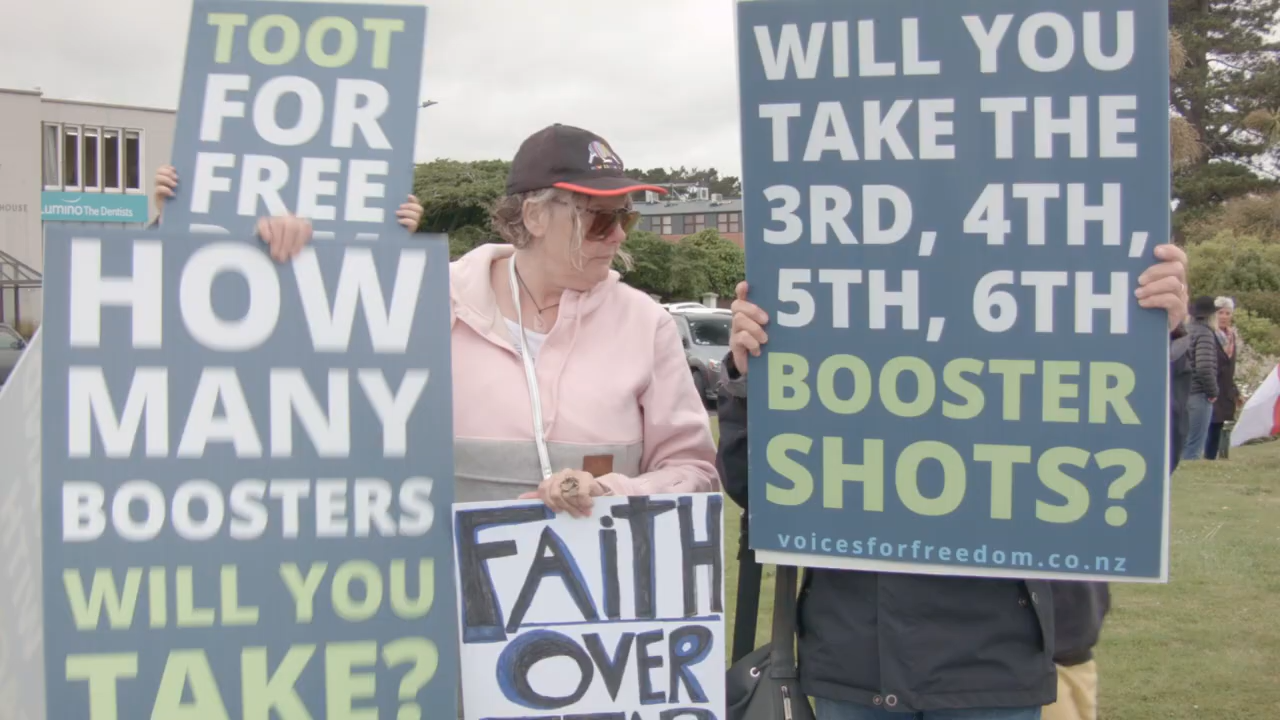 TOOT
FOR
FREE
HOW
MANY
BOOSTERS
WILL YOU
TAKE?
FAiTH
OVER
WILL YOU
TAKE THE
3RD, 4TH,
5TH, 6TH
BOOSTER
SHOTS?
voicesforfreedom.co.nz
Lumino The Dentists
HOUSE